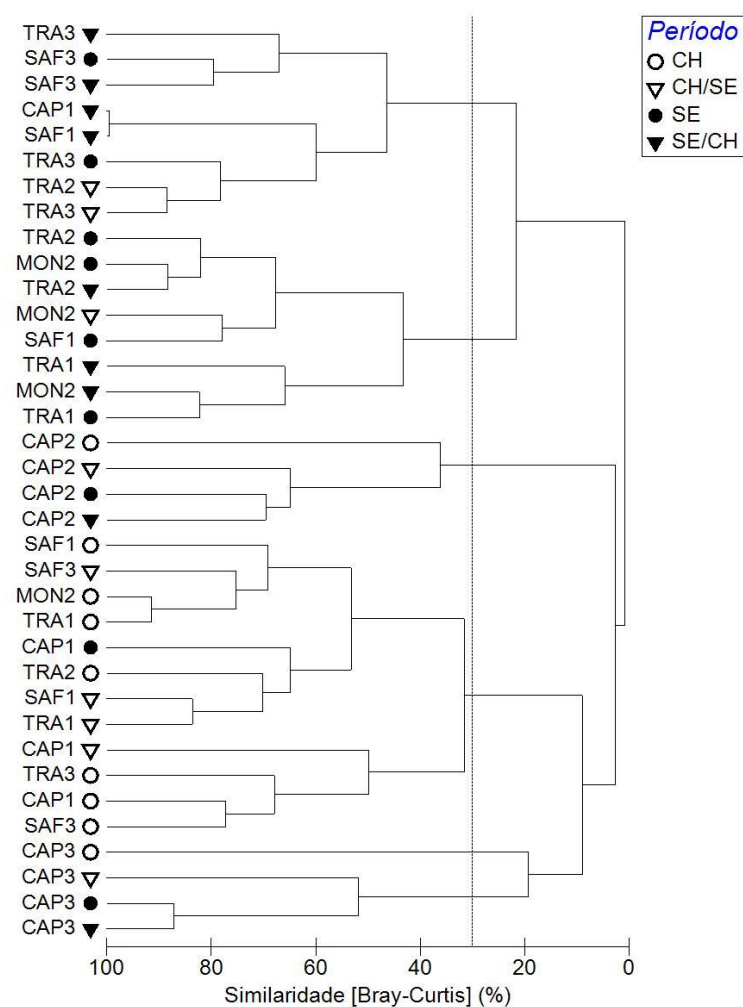 TRA3
SAF3
SAF3
CAP1
SAF1
TRA3
TRA2
TRA3
TRA2
MON2
TRA2
MON2
SAF1
TRA1
MON2
TRA1
CAP2
CAP2
CAP2
CAP2
SAF1
SAF3
MON2
TRA1
CAP1
TRA2
SAF1
TRA1
CAP1
TRA3
CAP1
SAF3
CAP3
CAP3
CAP3
CAP3
100 80 60 40 20 0
Similaridade [Bray-Curtis] (%)
Período
CH
CH/SE
SE
SE/CH